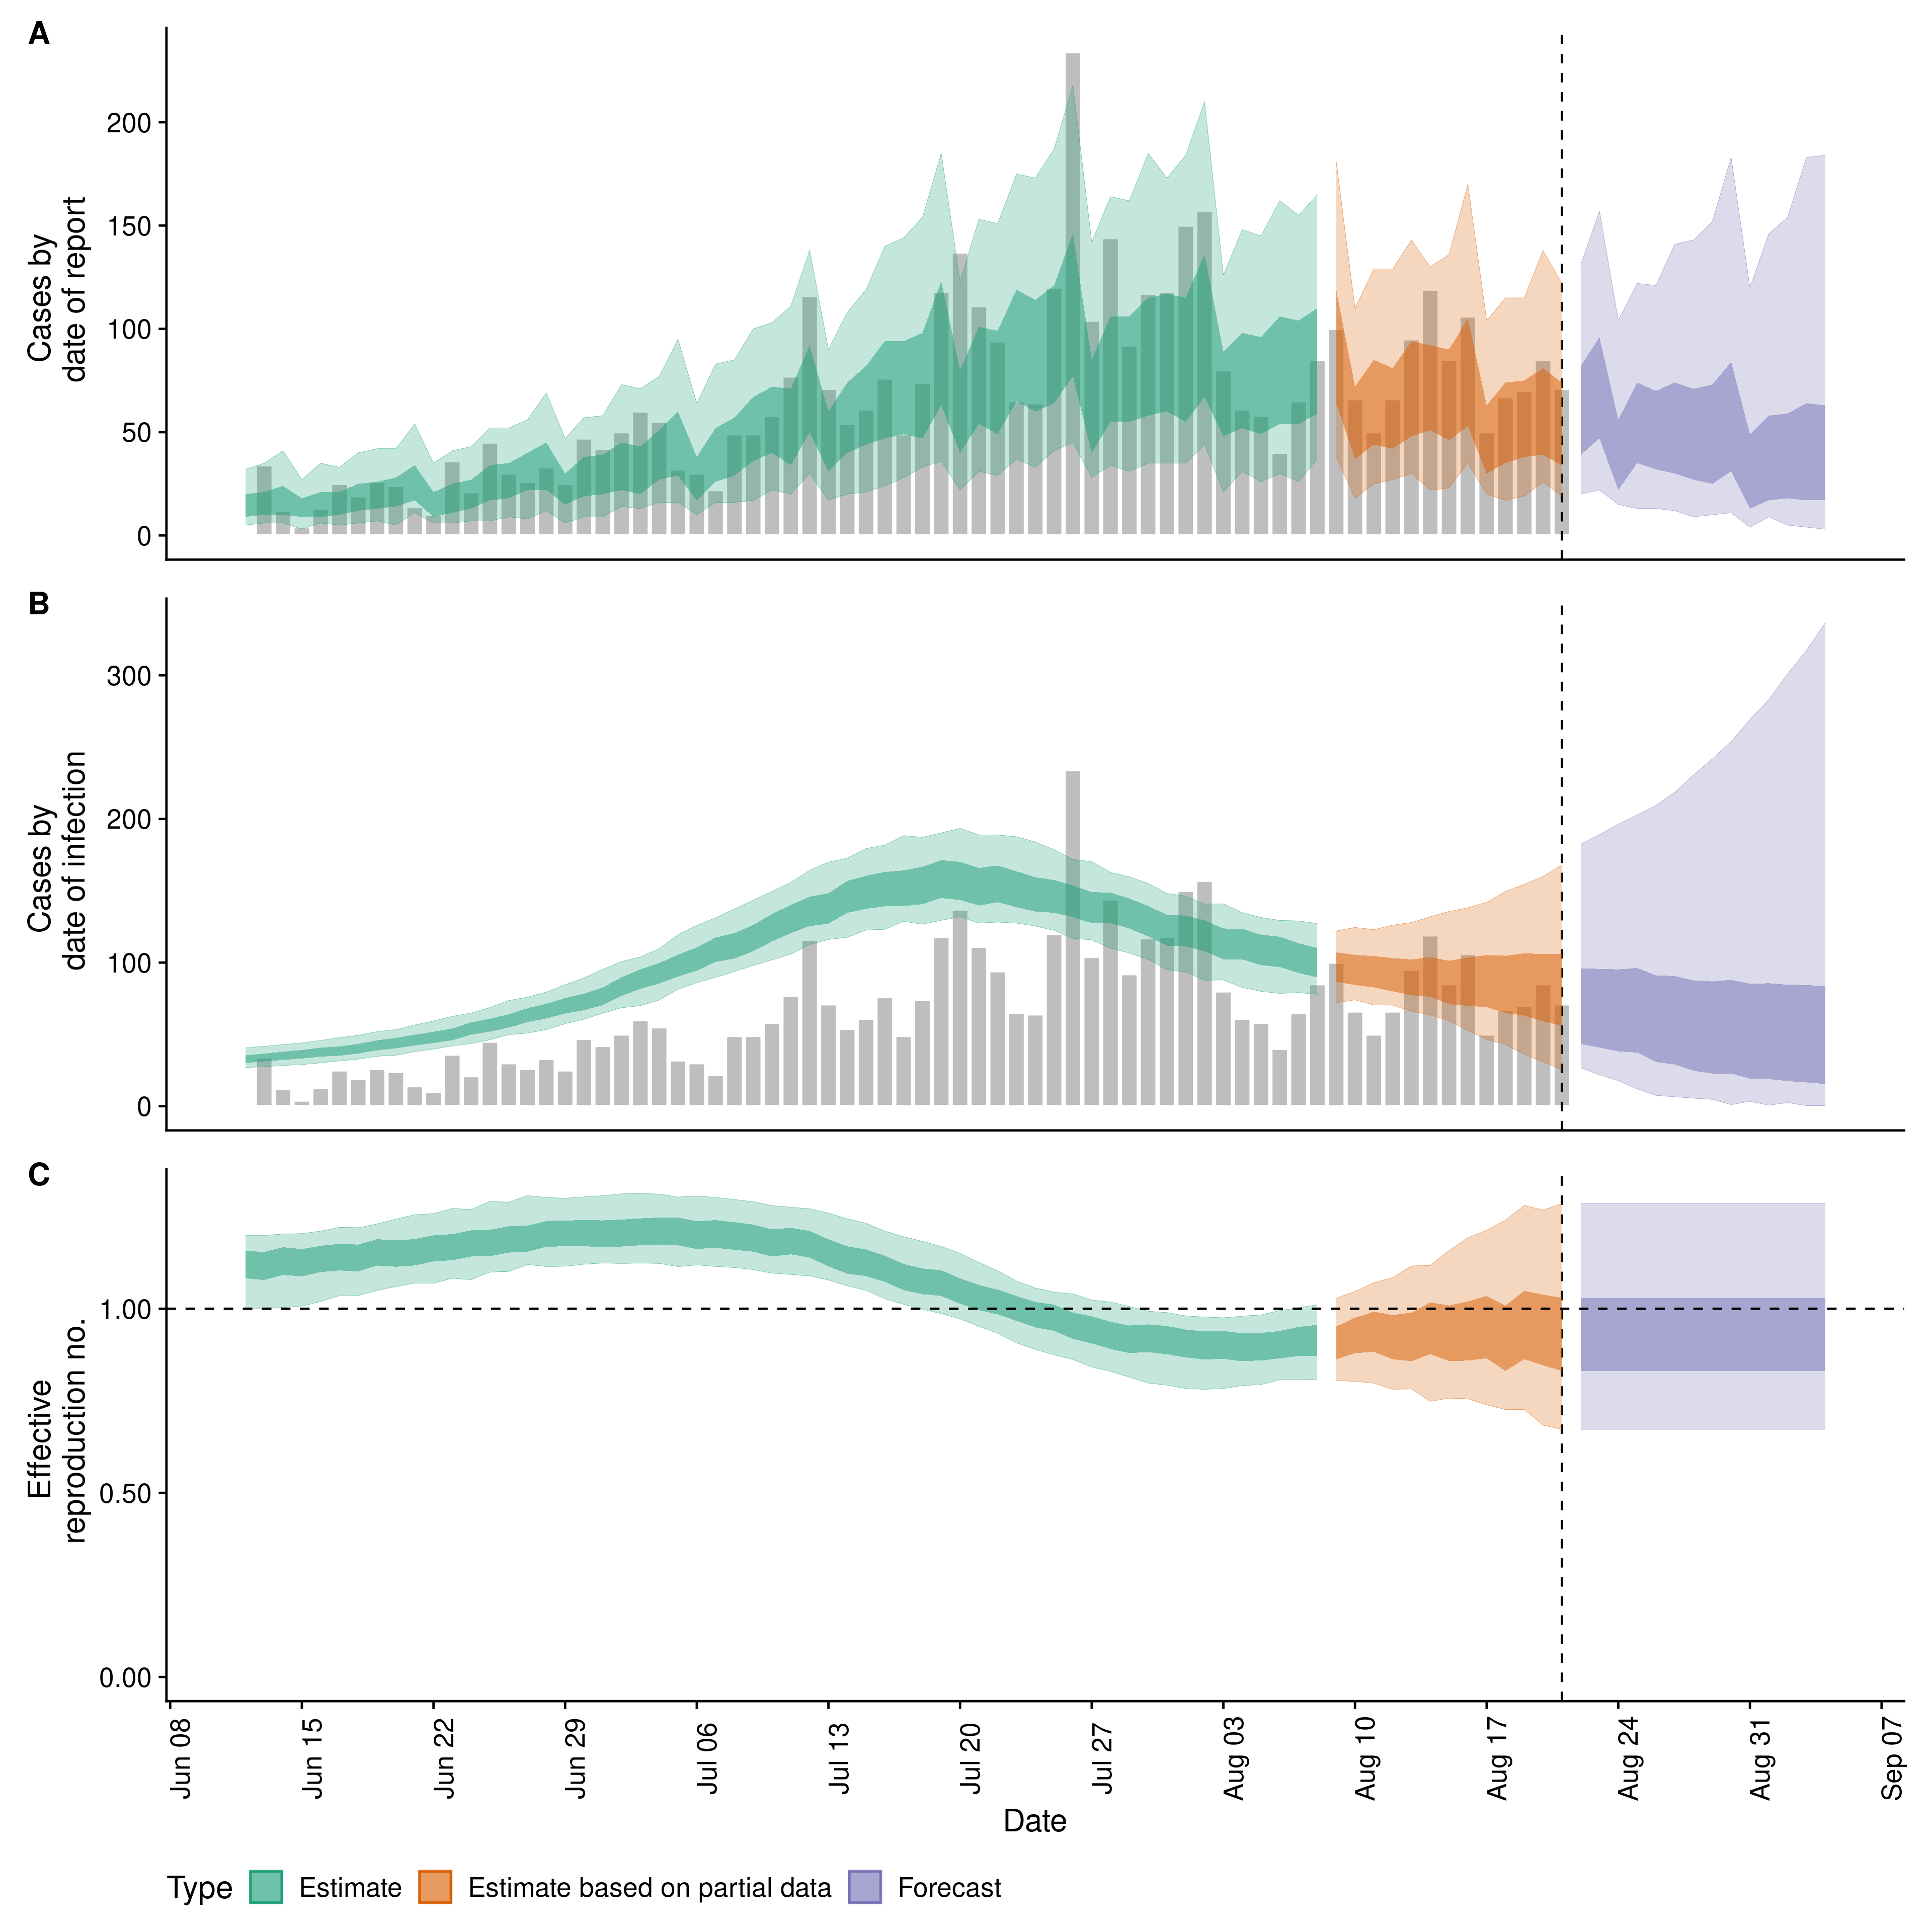 A
Cases by
date of report
200
150
100
50
0
B
Cases by
date of infection
300
200
100
0
C
Effective
reproduction no.
1.00
0.50
0.00
Jun 08
Jun 15
Jun 22
Jun 29
Jul 06
Jul 13
Jul 20
Jul 27
Aug 03
Aug 10
Aug 17
Aug 24
Aug 31
Sep 07
Date
Type Estimate Estimate based on partial data Forecast